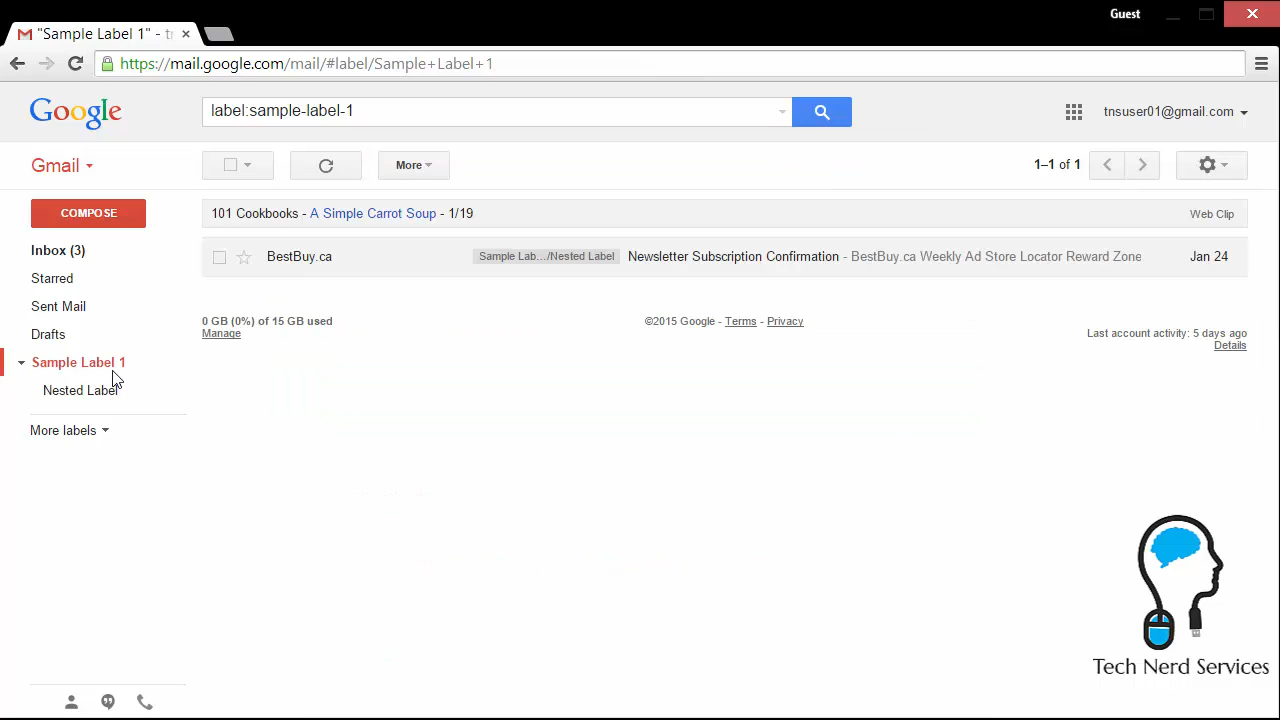 Guest
"Sample Label 1" - tr
https://mail.google.com/mail/#label/Sample+Label+1
Google
label:sample-label-1
tnsuser01@gmail.com
Gmail
More
1–1 of 1
COMPOSE
101 Cookbooks - A Simple Carrot Soup - 1/19
Web Clip
Inbox (3)
BestBuy.ca
Sample Lab.../Nested Label
Newsletter Subscription Confirmation - BestBuy.ca Weekly Ad Store Locator Reward Zone
Jan 24
Starred
Sent Mail
Drafts
Sample Label 1
Nested Label
More labels
0 GB (0%) of 15 GB used
Manage
©2015 Google - Terms - Privacy
Last account activity: 5 days ago
Details
Tech Nerd Services